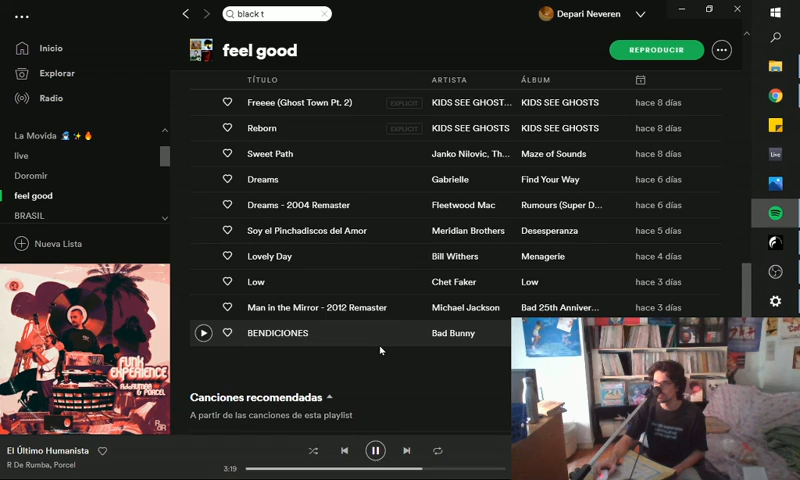 black t
Depari Neveren
Inicio
Explorar
Radio
La Movida
live
Doromir
feel good
BRASIL
Nueva Lista
feel good
REPRODUCIR
TÍTULO ARTISTA ÁLBUM
Freeee (Ghost Town Pt. 2) EXPLICIT KIDS SEE GHOST... KIDS SEE GHOSTS hace 8 días
Reborn EXPLICIT KIDS SEE GHOSTS KIDS SEE GHOSTS hace 8 días
Sweet Path Janko Nilovic, Th... Maze of Sounds hace 8 días
Dreams Gabrielle Find Your Way hace 6 días
Dreams - 2004 Remaster Fleetwood Mac Rumours (Super D... hace 6 días
Soy el Pinchadiscos del Amor Meridian Brothers Desesperanza hace 5 días
Lovely Day Bill Withers Menagerie hace 4 días
Low Chet Faker Low hace 3 días
Man in the Mirror - 2012 Remaster Michael Jackson Bad 25th Anniver... hace 3 días
BENDICIONES Bad Bunny
Canciones recomendadas
A partir de las canciones de esta playlist
FUNK
EXPERIENCE
R DE RUMBA & PORCEL
El Último Humanista
R De Rumba, Porcel
3:19
Live